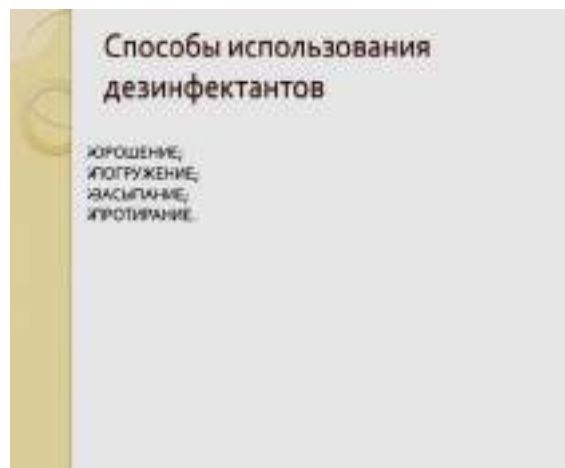 Способы использования
дезинфектантов
ОРОШЕНИЕ;
ПОГРУЖЕНИЕ;
ЗАСЫПАНИЕ;
ПРОТИРАНИЕ.